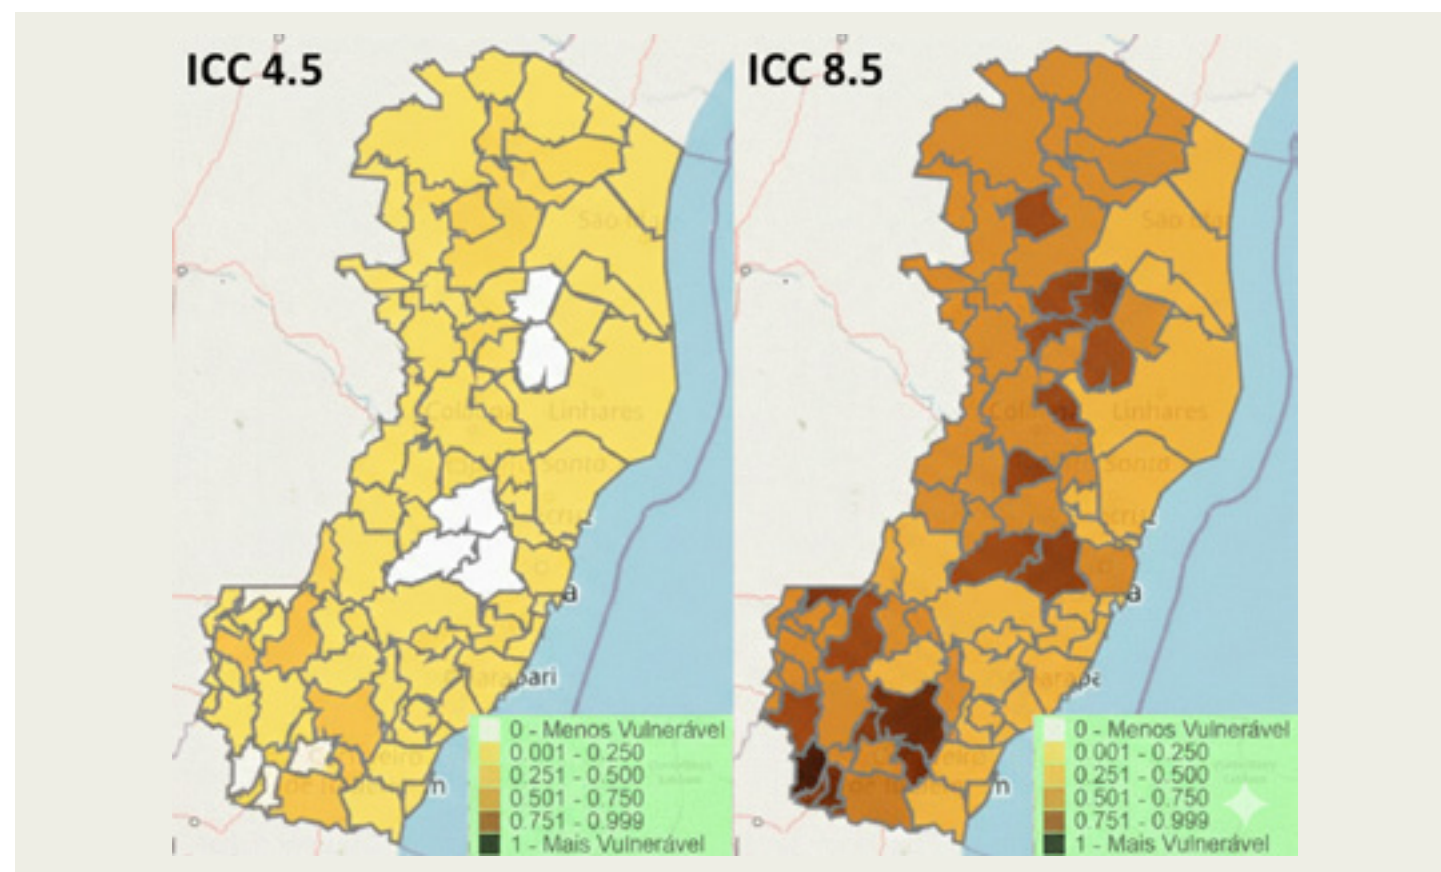 ICC 4.5
ICC 8.5
Linhares
Linhares
0 - Menos Vulnerável
0.001 - 0.250
0.251 - 0.500
0.501 - 0.750
0.751 - 0.999
1 - Mais Vulnerável
0 - Menos Vulnerável
0.001 - 0.250
0.251 - 0.500
0.501 - 0.750
0.751 - 0.999
1 - Mais Vulnerável